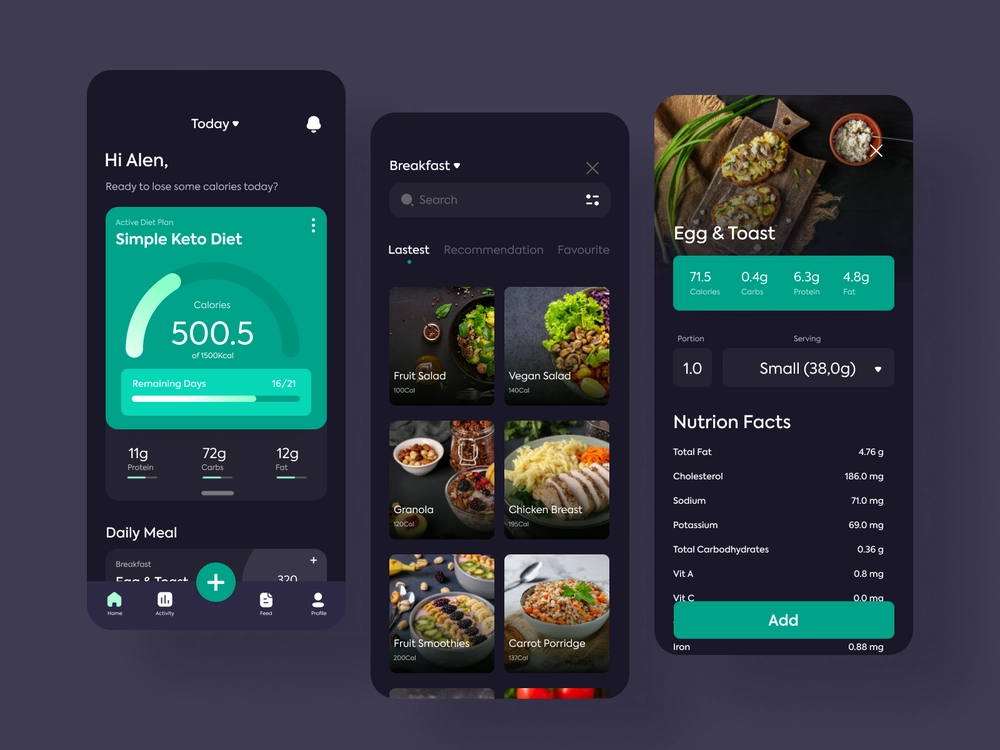 Today
Hi Alen,
Ready to lose some calories today?
Active Diet Plan
Simple Keto Diet
Calories
500.5
of 1500Kcal
Remaining Days 16/21
11g 72g 12g
Protein Carbs Fat
Daily Meal
Breakfast
Egg & Toast 320
Home Activity Feed Profile
Breakfast
Search
Lastest Recommendation Favourite
Fruit Salad
100Cal
Vegan Salad
140Cal
Granola
120Cal
Chicken Breast
195Cal
Fruit Smoothies
200Cal
Carrot Porridge
137Cal
Egg & Toast
71.5 0.4g 6.3g 4.8g
Calories Carbs Protein Fat
Portion Serving
1.0 Small (38,0g)
Nutrion Facts
Total Fat 4.76 g
Cholesterol 186.0 mg
Sodium 71.0 mg
Potassium 69.0 mg
Total Carbodhydrates 0.36 g
Vit A 0.8 mg
Vit C 0.0 mg
Add
Iron 0.88 mg